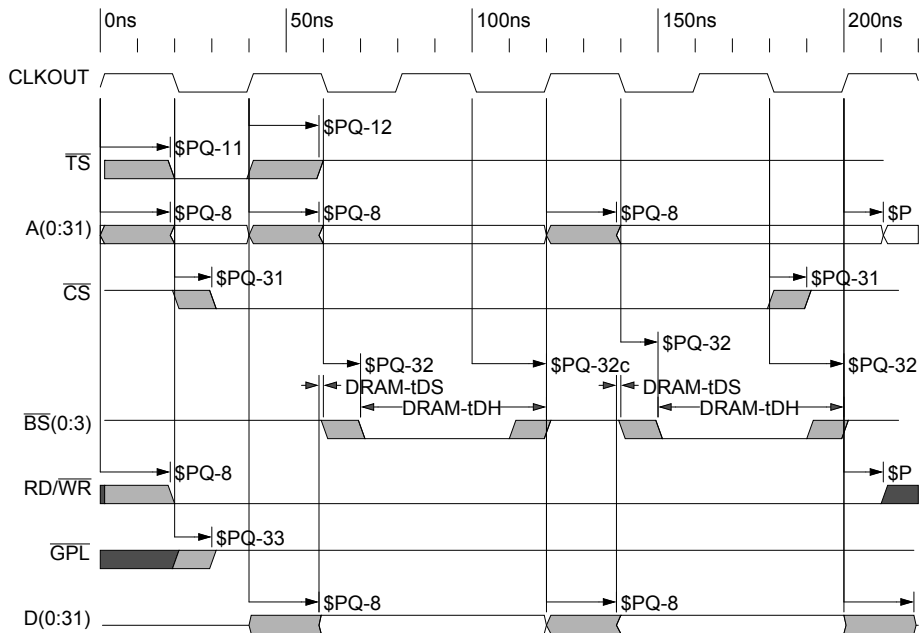 0ns 50ns 100ns 150ns 200ns
CLKOUT
$PQ-12
$PQ-11
TS
$PQ-8 $PQ-8 $PQ-8 $P
A(0:31)
$PQ-31 $PQ-31
CS
$PQ-32
$PQ-32 $PQ-32c $PQ-32
DRAM-tDS DRAM-tDS
DRAM-tDH DRAM-tDH
BS(0:3)
$PQ-8 $P
RD/WR
$PQ-33
GPL
$PQ-8 $PQ-8
D(0:31)